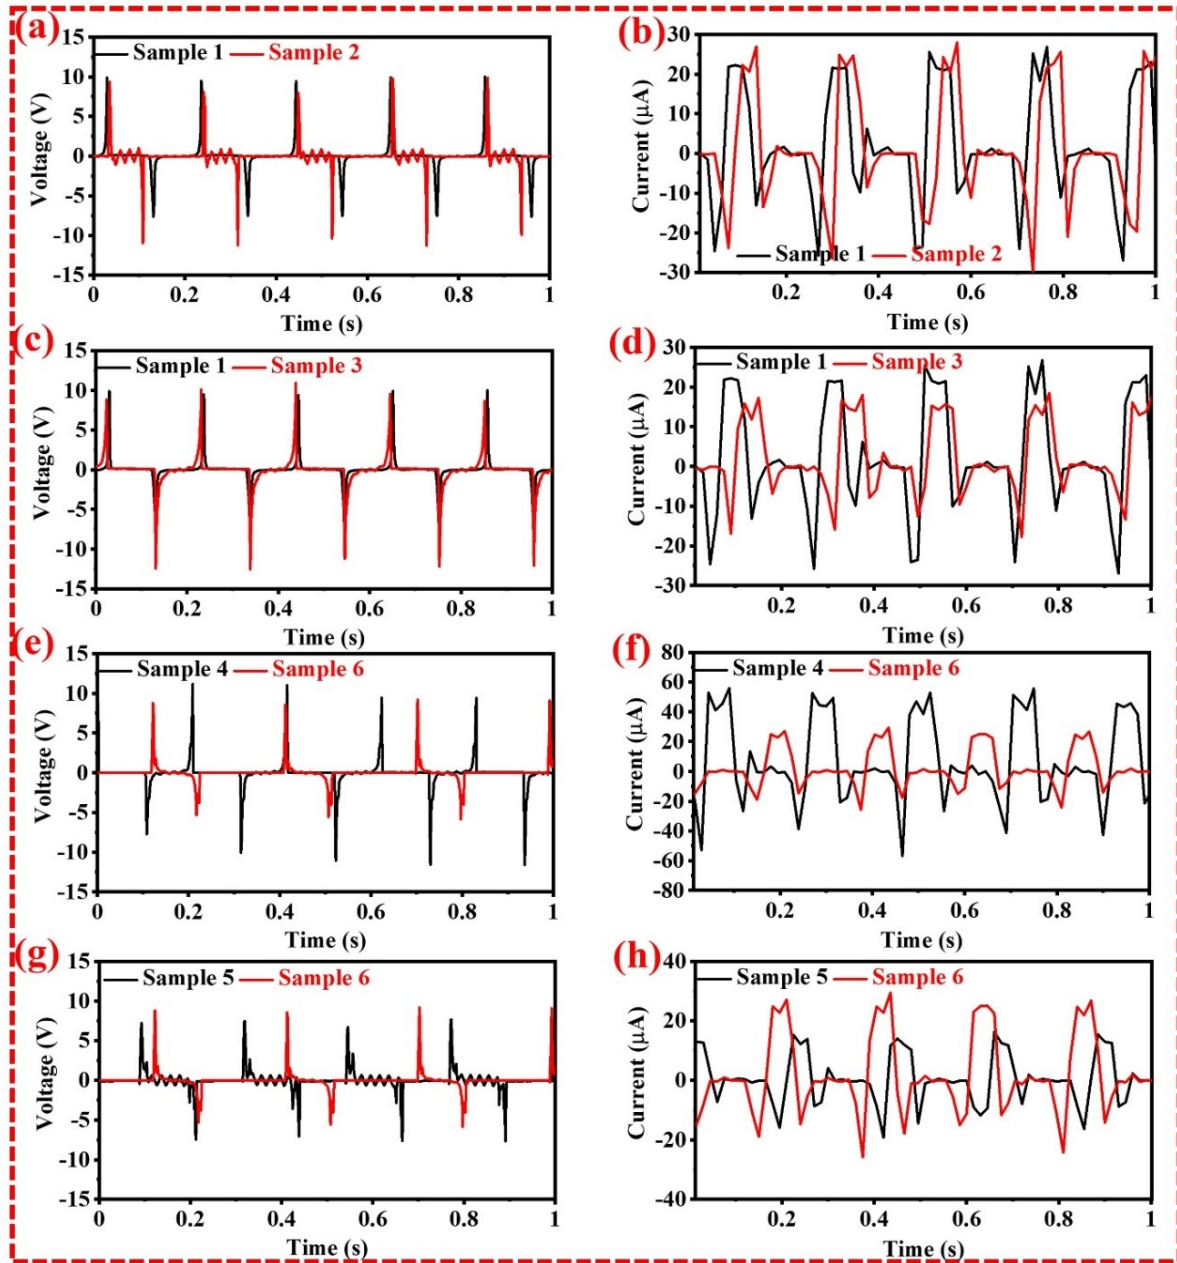 (a)
15
10
5
0
-5
-10
-15
Voltage (V)
Sample 1 Sample 2
0 0.2 0.4 0.6 0.8 1
Time (s)
(b)
30
20
10
0
-10
-20
-30
Current (μA)
Sample 1 Sample 2
0.2 0.4 0.6 0.8 1
Time (s)
(c)
15
10
5
0
-5
-10
-15
Voltage (V)
Sample 1 Sample 3
0 0.2 0.4 0.6 0.8 1
Time (s)
(d)
30
20
10
0
-10
-20
-30
Current (μA)
Sample 1 Sample 3
0.2 0.4 0.6 0.8 1
Time (s)
(e)
15
10
5
0
-5
-10
-15
Voltage (V)
Sample 4 Sample 6
0 0.2 0.4 0.6 0.8 1
Time (s)
(f)
80
60
40
20
0
-20
-40
-60
-80
Current (μA)
Sample 4 Sample 6
0.2 0.4 0.6 0.8 1
Time (s)
(g)
15
10
5
0
-5
-10
-15
Voltage (V)
Sample 5 Sample 6
0 0.2 0.4 0.6 0.8 1
Time (s)
(h)
40
20
0
-20
-40
Current (μA)
Sample 5 Sample 6
0.2 0.4 0.6 0.8 1
Time (s)